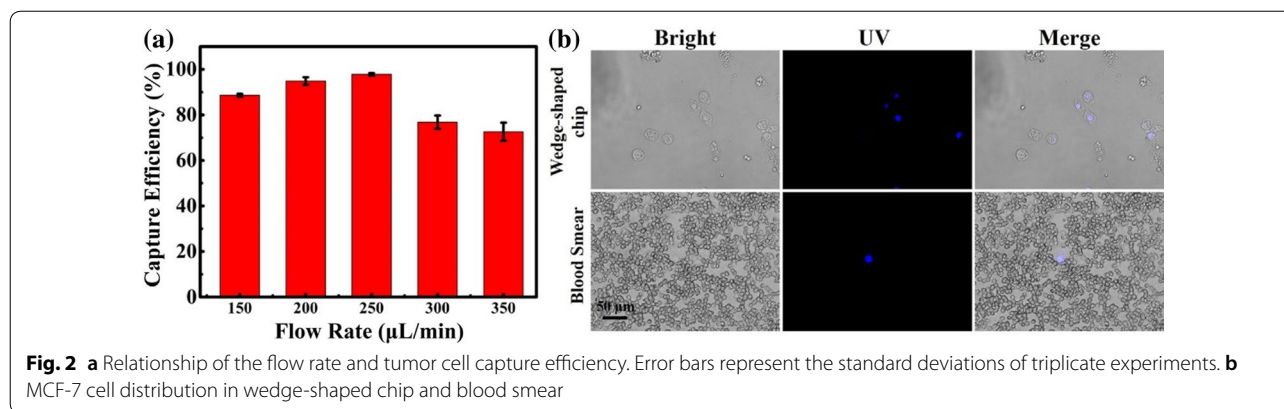 (a)
100
80
60
40
20
0
Capture Efficiency (%)
150 200 250 300 350
Flow Rate (µL/min)
(b)
Bright UV Merge
Wedge-shaped
chip
Blood Smear
50 µm
Fig. 2 a Relationship of the flow rate and tumor cell capture efficiency. Error bars represent the standard deviations of triplicate experiments. b
MCF-7 cell distribution in wedge-shaped chip and blood smear